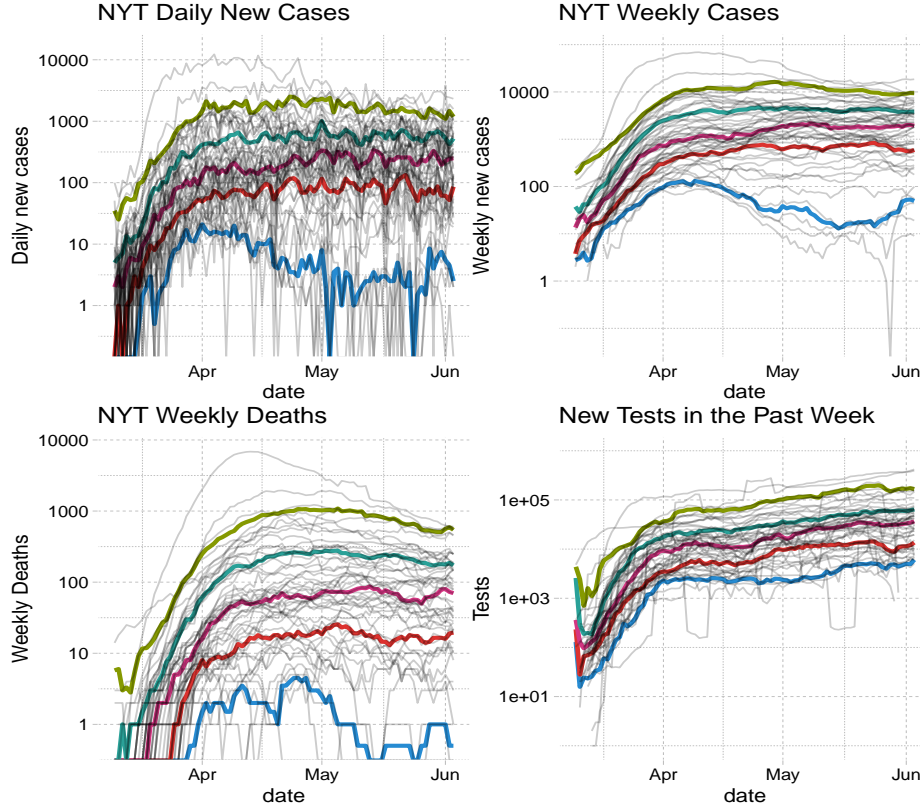 NYT Daily New Cases
Daily new cases
10000
1000
100
10
1
Apr
May
Jun
date
NYT Weekly Cases
Weekly new cases
10000
100
1
Apr
May
Jun
date
NYT Weekly Deaths
Weekly Deaths
10000
1000
100
10
1
Apr
May
Jun
date
New Tests in the Past Week
Tests
1e+05
1e+03
1e+01
Apr
May
Jun
date